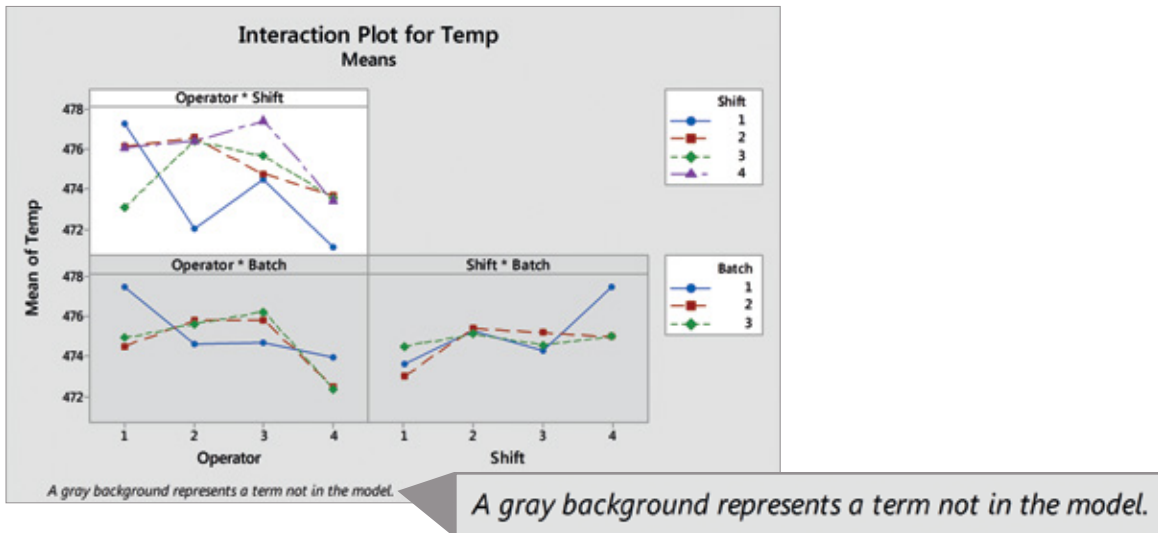 Interaction Plot for Temp
Means
Operator * Shift
478
476
474
472
Shift
1
2
3
4
Mean of Temp
Operator * Batch
Shift * Batch
478
476
474
472
Batch
1
2
3
1 2 3 4
1 2 3 4
Operator
Shift
A gray background represents a term not in the model.
A gray background represents a term not in the model.